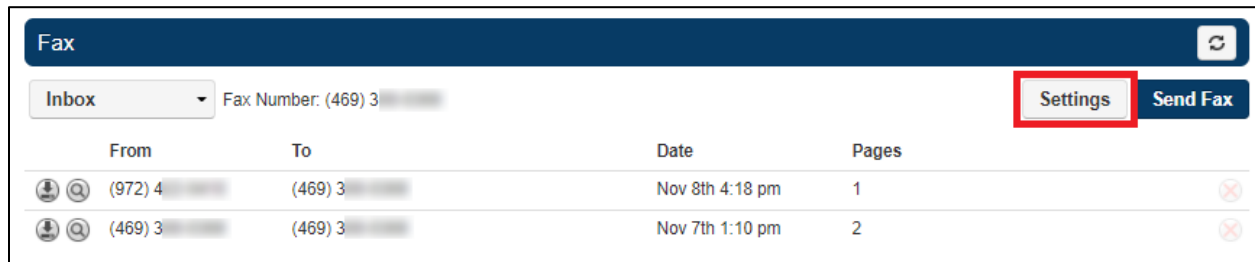 Fax
Inbox Fax Number: (469) 3 Settings Send Fax
From To Date Pages
(972) 4 (469) 3 Nov 8th 4:18 pm 1
(469) 3 (469) 3 Nov 7th 1:10 pm 2